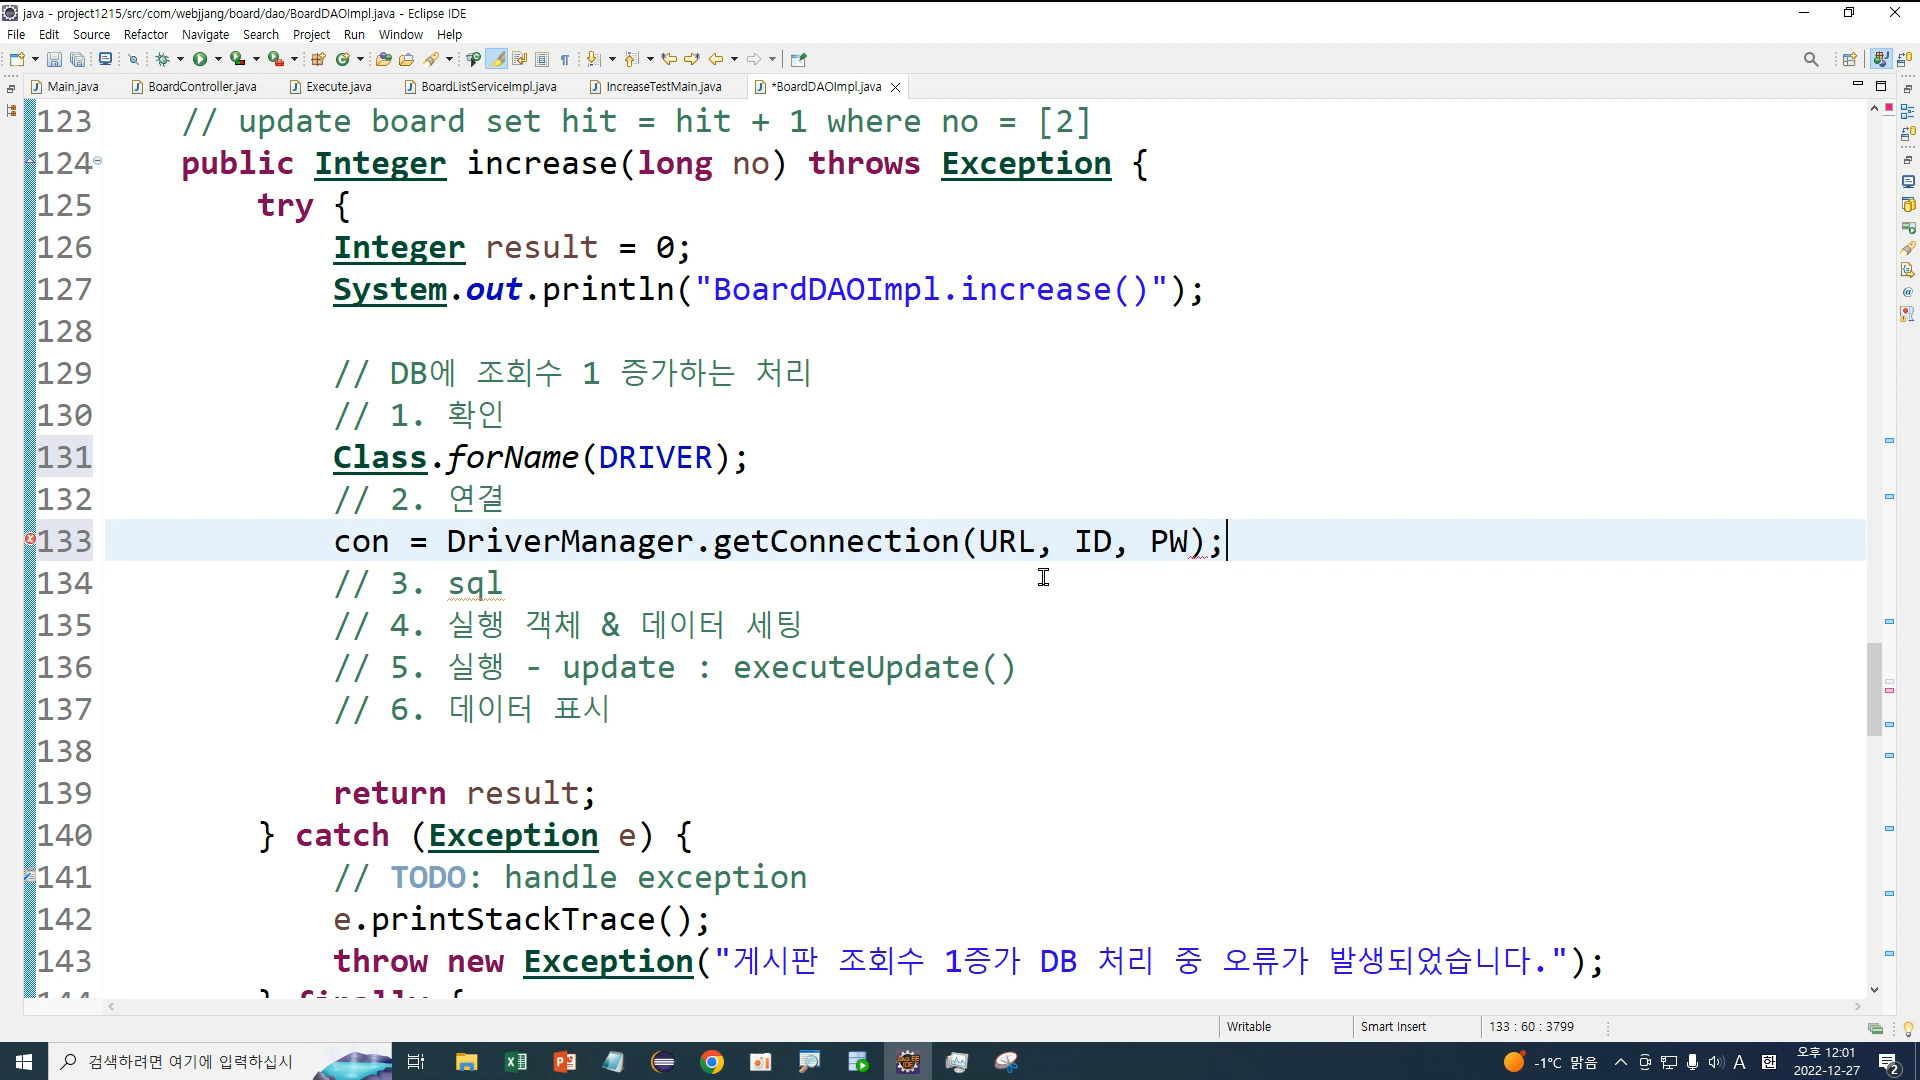 java - project1215/src/com/webjjang/board/dao/BoardDAOImpl.java - Eclipse IDE
File Edit Source Refactor Navigate Search Project Run Window Help
Main.java BoardController.java Execute.java BoardListServiceImpl.java IncreaseTestMain.java *BoardDAOImpl.java
123 // update board set hit = hit + 1 where no = [2]
124 public Integer increase(long no) throws Exception {
125 try {
126 Integer result = 0;
127 System.out.println("BoardDAOImpl.increase()");
128
129 // DB에 조회수 1 증가하는 처리
130 // 1. 확인
131 Class.forName(DRIVER);
132 // 2. 연결
133 con = DriverManager.getConnection(URL, ID, PW);
134 // 3. sql
135 // 4. 실행 객체 & 데이터 세팅
136 // 5. 실행 - update : executeUpdate()
137 // 6. 데이터 표시
138
139 return result;
140 } catch (Exception e) {
141 // TODO: handle exception
142 e.printStackTrace();
143 throw new Exception("게시판 조회수 1증가 DB 처리 중 오류가 발생되었습니다.");
144 } finally {
Writable Smart Insert 133 : 60 : 3799
검색하려면 여기에 입력하십시 -1°C 맑음 A 오후 12:01
2022-12-27 2